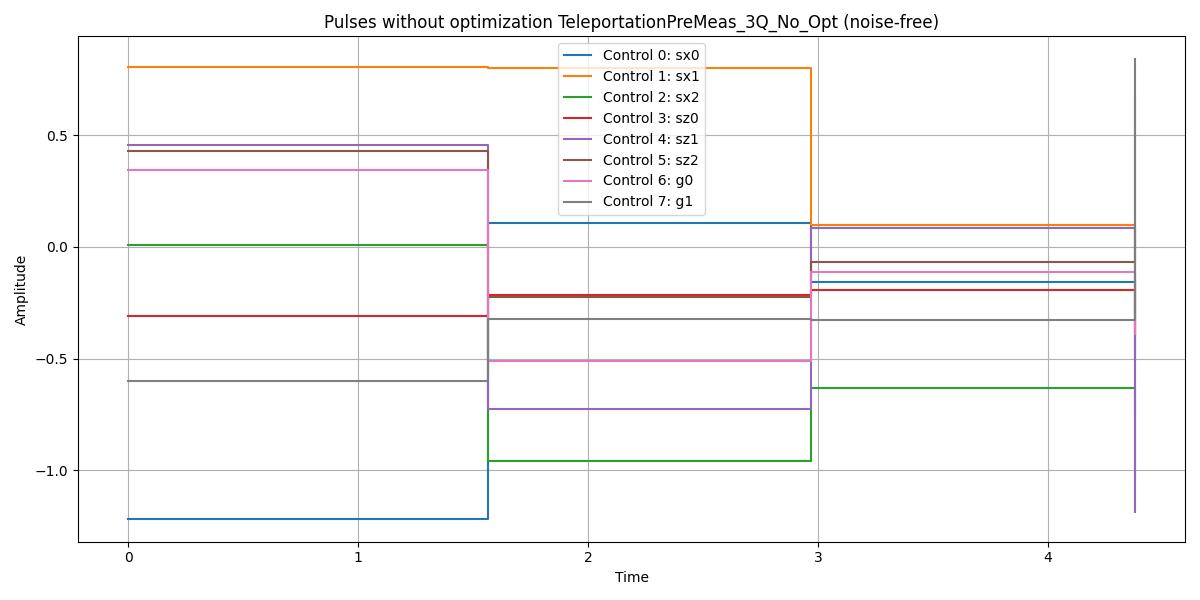 Pulses without optimization TeleportationPreMeas_3Q_No_Opt (noise-free)
Control 0: sx0
Control 1: sx1
Control 2: sx2
Control 3: sz0
Control 4: sz1
Control 5: sz2
Control 6: g0
Control 7: g1
0.5
0.0
−0.5
−1.0
Amplitude
0 1 2 3 4
Time